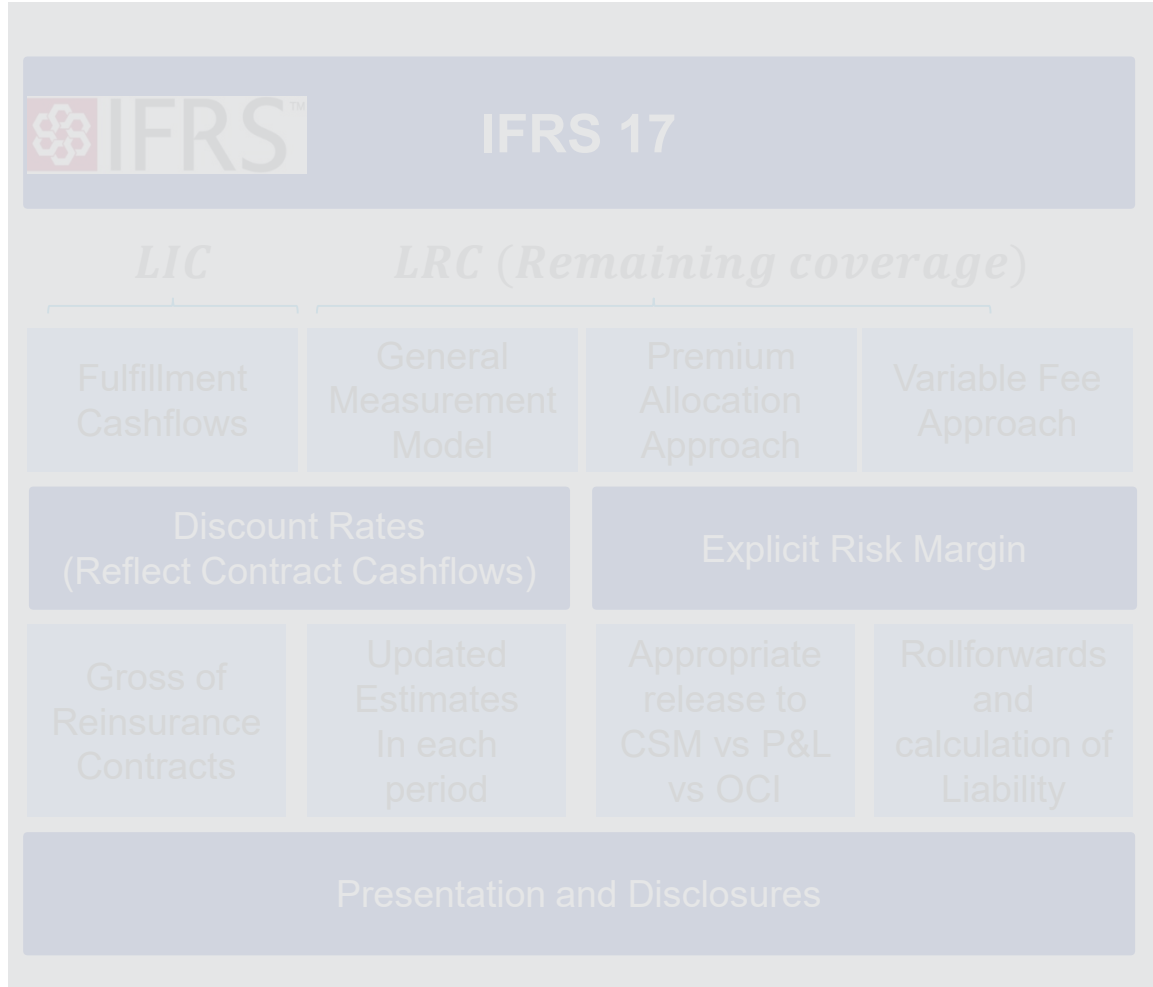 IFRS™
IFRS 17
LIC
LRC (Remaining coverage)
Fulfillment
Cashflows
General
Measurement
Model
Premium
Allocation
Approach
Variable Fee
Approach
Discount Rates
(Reflect Contract Cashflows)
Explicit Risk Margin
Gross of
Reinsurance
Contracts
Updated
Estimates
In each
period
Appropriate
release to
CSM vs P&L
vs OCI
Rollforwards
and
calculation of
Liability
Presentation and Disclosures